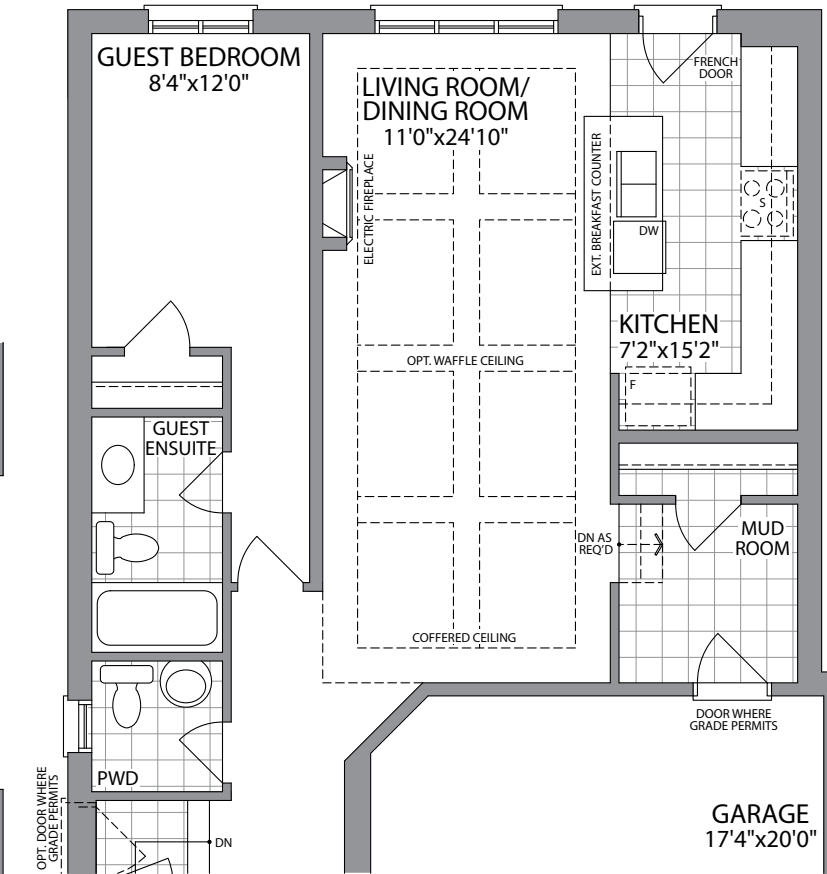 GUEST BEDROOM
8'4"x12'0"
LIVING ROOM/
DINING ROOM
11'0"x24'10"
FRENCH
DOOR
ELECTRIC FIREPLACE
EXT. BREAKFAST COUNTER
S
DW
KITCHEN
7'2"x15'2"
F
OPT. WAFFLE CEILING
GUEST
ENSUITE
MUD
ROOM
DN AS
REQ'D
COFFERED CEILING
DOOR WHERE
GRADE PERMITS
PWD
OPT. DOOR WHERE
GRADE PERMITS
DN
GARAGE
17'4"x20'0"